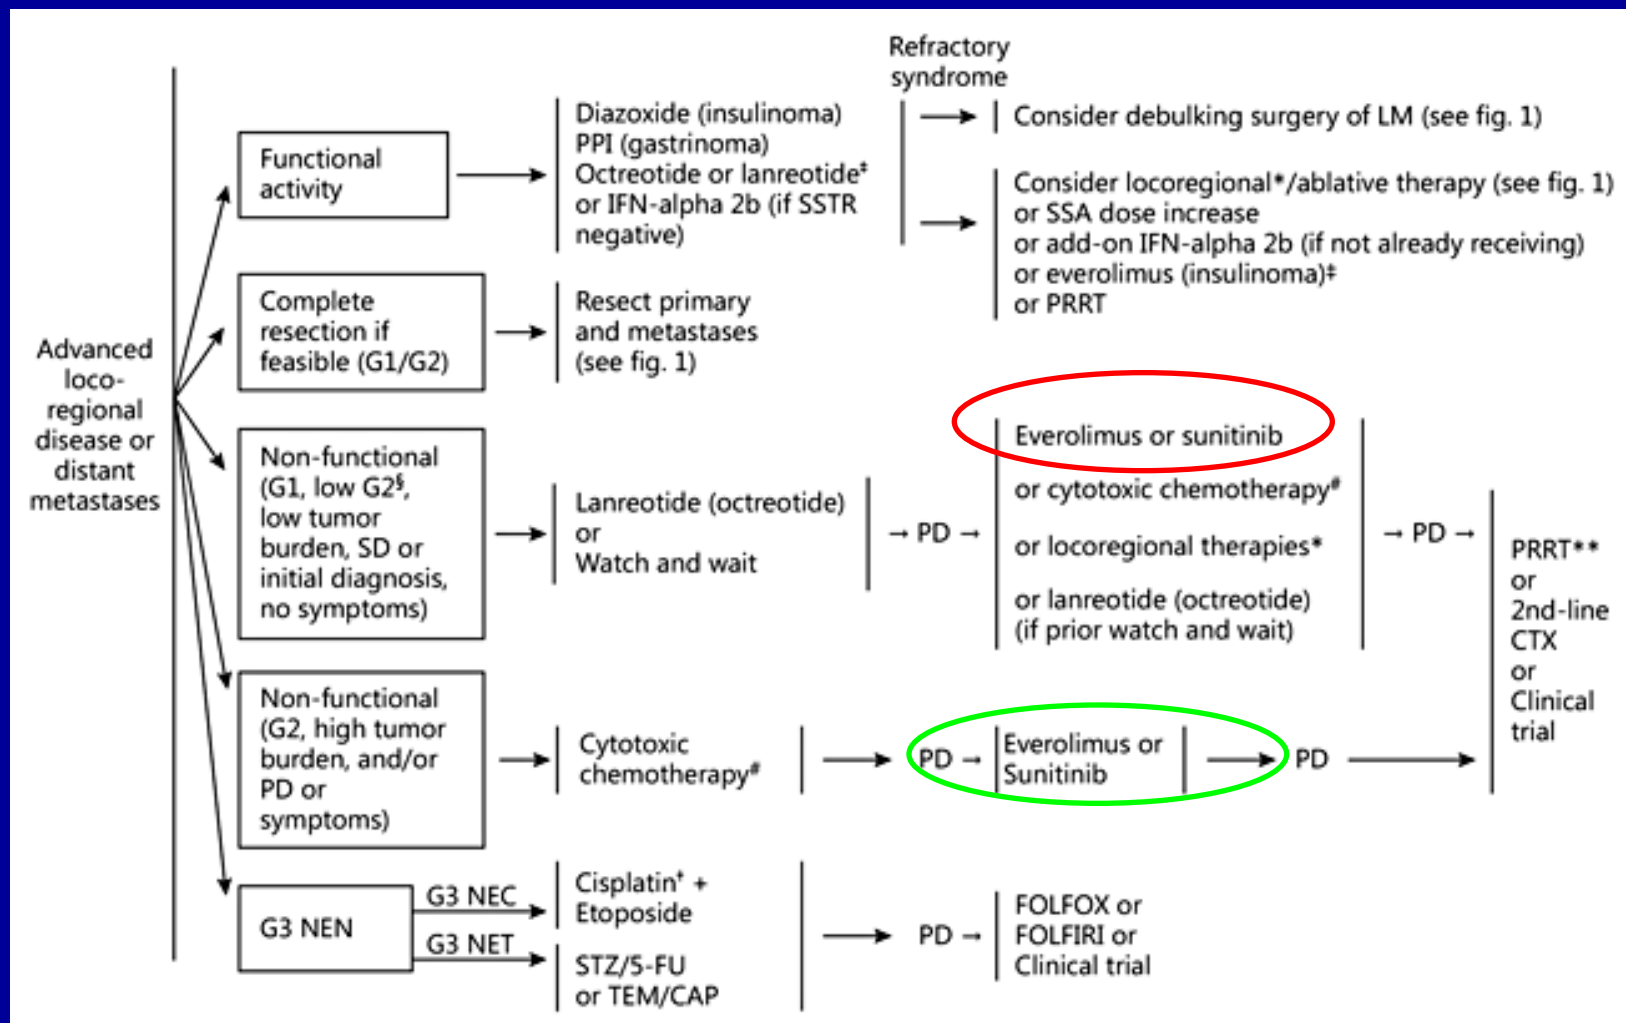 Advanced
loco-
regional
disease or
distant
metastases
Functional
activity
Diazoxide (insulinoma)
PPI (gastrinoma)
Octreotide or lanreotide‡
or IFN-alpha 2b (if SSTR
negative)
Refractory
syndrome
Consider debulking surgery of LM (see fig. 1)
Consider locoregional*/ablative therapy (see fig. 1)
or SSA dose increase
or add-on IFN-alpha 2b (if not already receiving)
or everolimus (insulinoma)‡
or PRRT
Complete
resection if
feasible (G1/G2)
Resect primary
and metastases
(see fig. 1)
Non-functional
(G1, low G2§,
low tumor
burden, SD or
initial diagnosis,
no symptoms)
Lanreotide (octreotide)
or
Watch and wait
→ PD →
Everolimus or sunitinib
or cytotoxic chemotherapy#
or locoregional therapies*
or lanreotide (octreotide)
(if prior watch and wait)
→ PD →
PRRT**
or
2nd-line
CTX
or
Clinical
trial
Non-functional
(G2, high tumor
burden, and/or
PD or
symptoms)
Cytotoxic
chemotherapy#
PD →
Everolimus or
Sunitinib
PD
G3 NEN
G3 NEC
Cisplatin† +
Etoposide
G3 NET
STZ/5-FU
or TEM/CAP
PD →
FOLFOX or
FOLFIRI or
Clinical trial